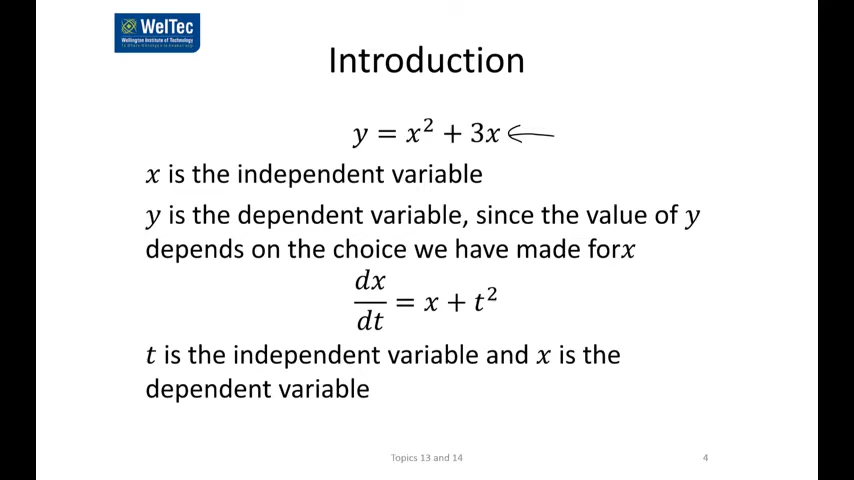 WelTec
Wellington Institute of Technology
Introduction
y = x² + 3x
x is the independent variable
y is the dependent variable, since the value of y
depends on the choice we have made forx
dx/dt = x + t²
t is the independent variable and x is the
dependent variable
Topics 13 and 14
4